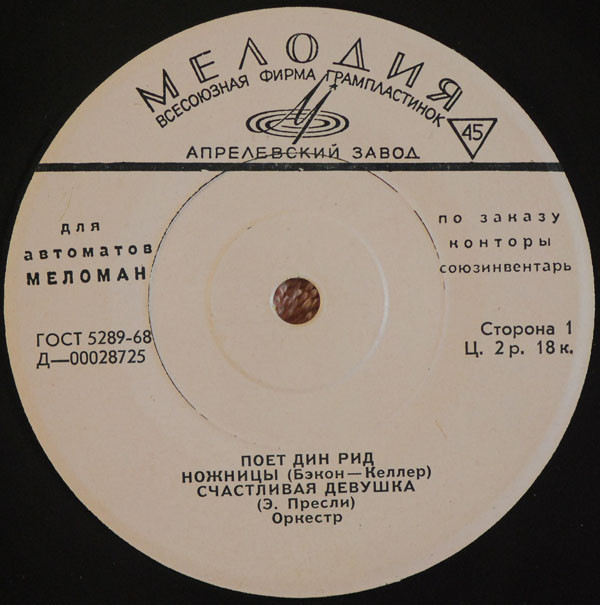 МЕЛОДИЯ
ВСЕСОЮЗНАЯ ФИРМА ГРАМПЛАСТИНОК
45
АПРЕЛЕВСКИЙ ЗАВОД
для
автоматов
МЕЛОМАН
по заказу
конторы
союзинвентарь
ГОСТ 5289-68
Д—00028725
Сторона 1
Ц. 2 р. 18 к.
ПОЕТ ДИН РИД
НОЖНИЦЫ (Бэкон—Келлер)
СЧАСТЛИВАЯ ДЕВУШКА
(Э. Пресли)
Оркестр